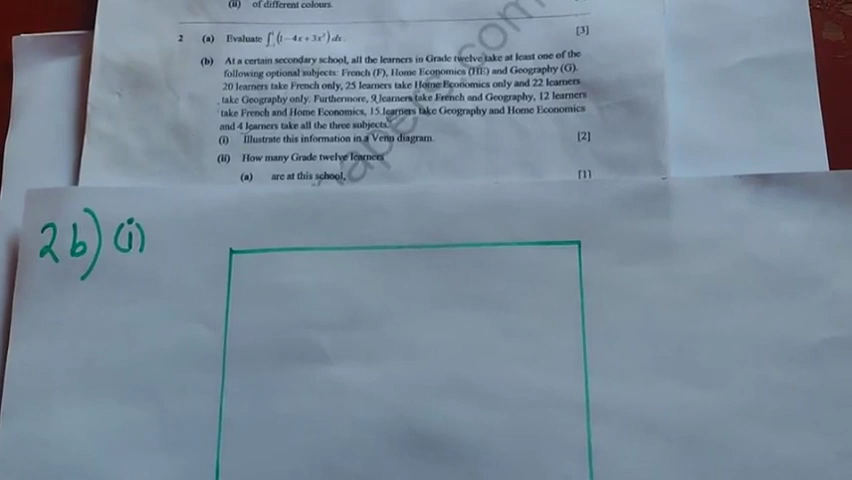 (ii) of different colours.
2 (a) Evaluate ∫ (1 – 4x + 3x²) dx. [3]
(b) At a certain secondary school, all the learners in Grade twelve take at least one of the
following optional subjects: French (F), Home Economics (HE) and Geography (G).
20 learners take French only, 25 learners take Home Economics only and 22 learners
take Geography only. Furthermore, 9 learners take French and Geography, 12 learners
take French and Home Economics, 15 learners take Geography and Home Economics
and 4 learners take all the three subjects.
(i) Illustrate this information in a Venn diagram. [2]
(ii) How many Grade twelve learners
(a) are at this school, [1]
2b) (i)